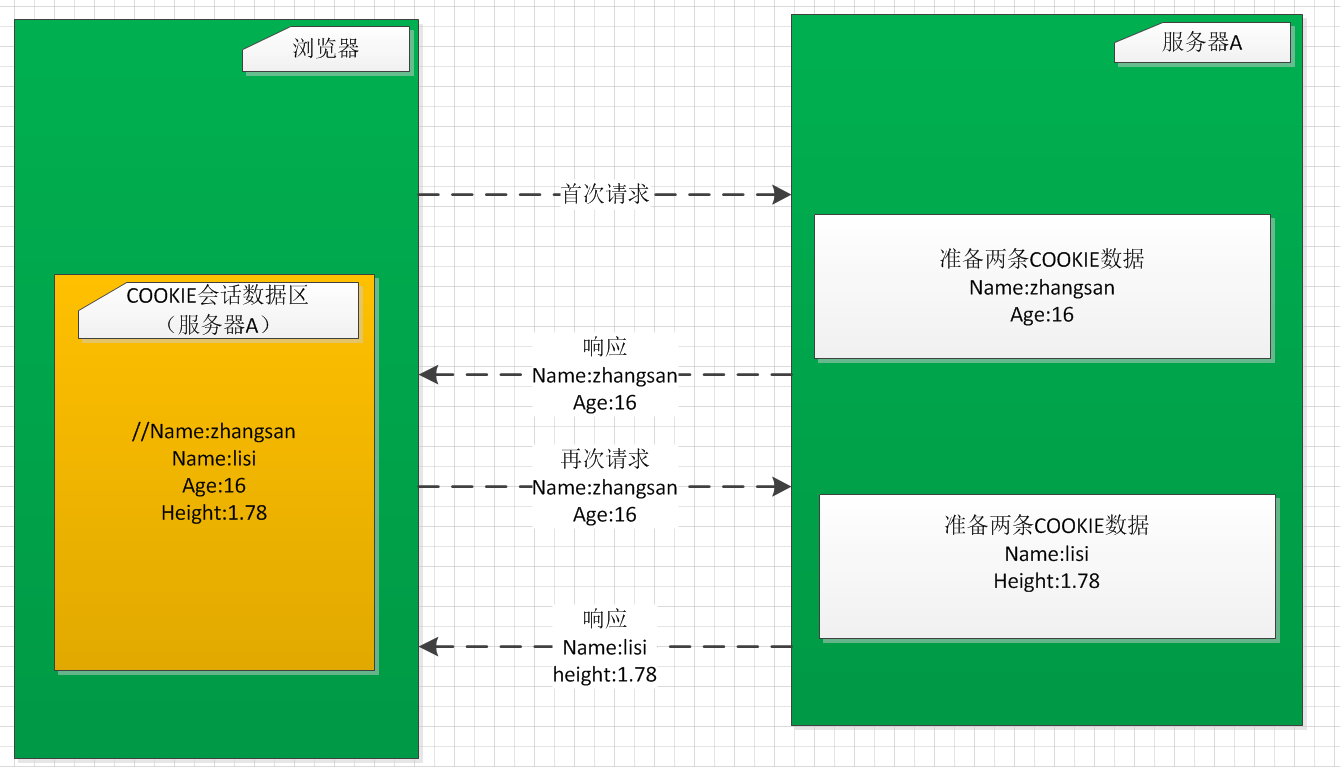 浏览器
服务器A
首次请求
准备两条COOKIE数据
Name:zhangsan
Age:16
COOKIE会话数据区
（服务器A）
//Name:zhangsan
Name:lisi
Age:16
Height:1.78
响应
Name:zhangsan
Age:16
再次请求
Name:zhangsan
Age:16
准备两条COOKIE数据
Name:lisi
Height:1.78
响应
Name:lisi
height:1.78